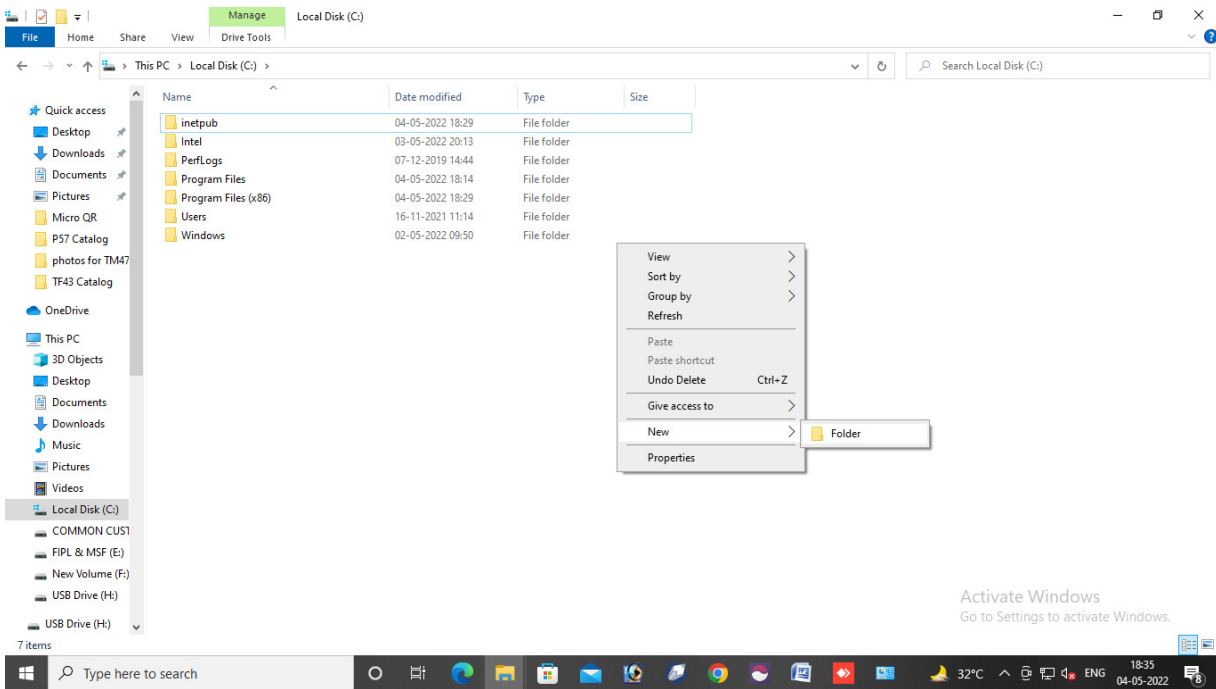 Manage
Local Disk (C:)
File Home Share View Drive Tools
This PC > Local Disk (C:) >
Search Local Disk (C:)
Name Date modified Type Size
Quick access
Desktop
Downloads
Documents
Pictures
Micro QR
P57 Catalog
photos for TM47
TF43 Catalog
OneDrive
This PC
3D Objects
Desktop
Documents
Downloads
Music
Pictures
Videos
Local Disk (C:)
COMMON CUST
FIPL & MSF (E:)
New Volume (F:)
USB Drive (H:)
USB Drive (H:)
inetpub 04-05-2022 18:29 File folder
Intel 03-05-2022 20:13 File folder
PerfLogs 07-12-2019 14:44 File folder
Program Files 04-05-2022 18:14 File folder
Program Files (x86) 04-05-2022 18:29 File folder
Users 16-11-2021 11:14 File folder
Windows 02-05-2022 09:50 File folder
View
Sort by
Group by
Refresh
Paste
Paste shortcut
Undo Delete Ctrl+Z
Give access to
New
Folder
Properties
Activate Windows
Go to Settings to activate Windows.
7 items
Type here to search
32°C
ENG
18:35
04-05-2022
8